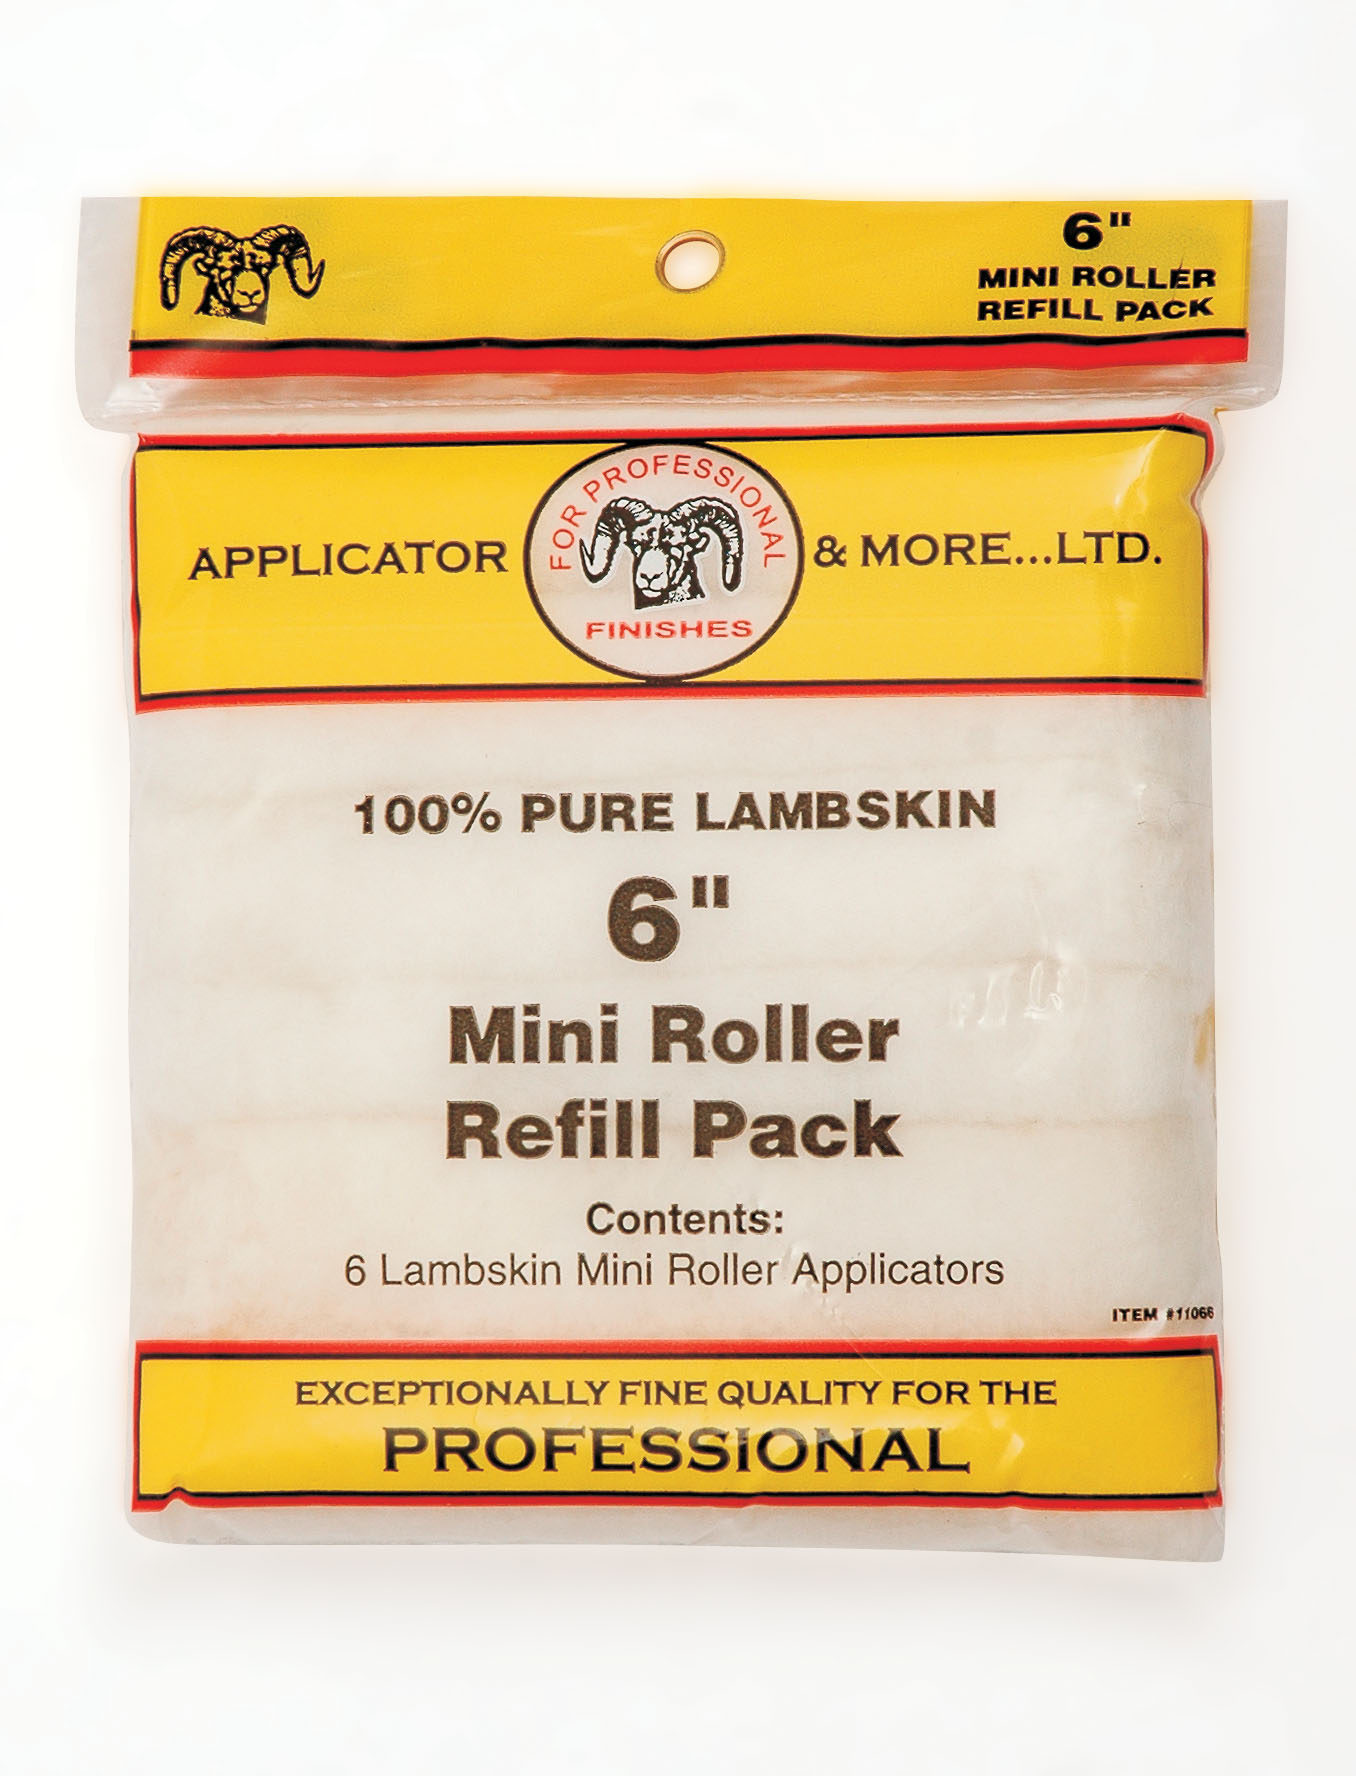 6"
MINI ROLLER
REFILL PACK
APPLICATOR
FOR PROFESSIONAL
FINISHES
& MORE...LTD.
100% PURE LAMBSKIN
6"
Mini Roller
Refill Pack
Contents:
6 Lambskin Mini Roller Applicators
ITEM #11066
EXCEPTIONALLY FINE QUALITY FOR THE
PROFESSIONAL